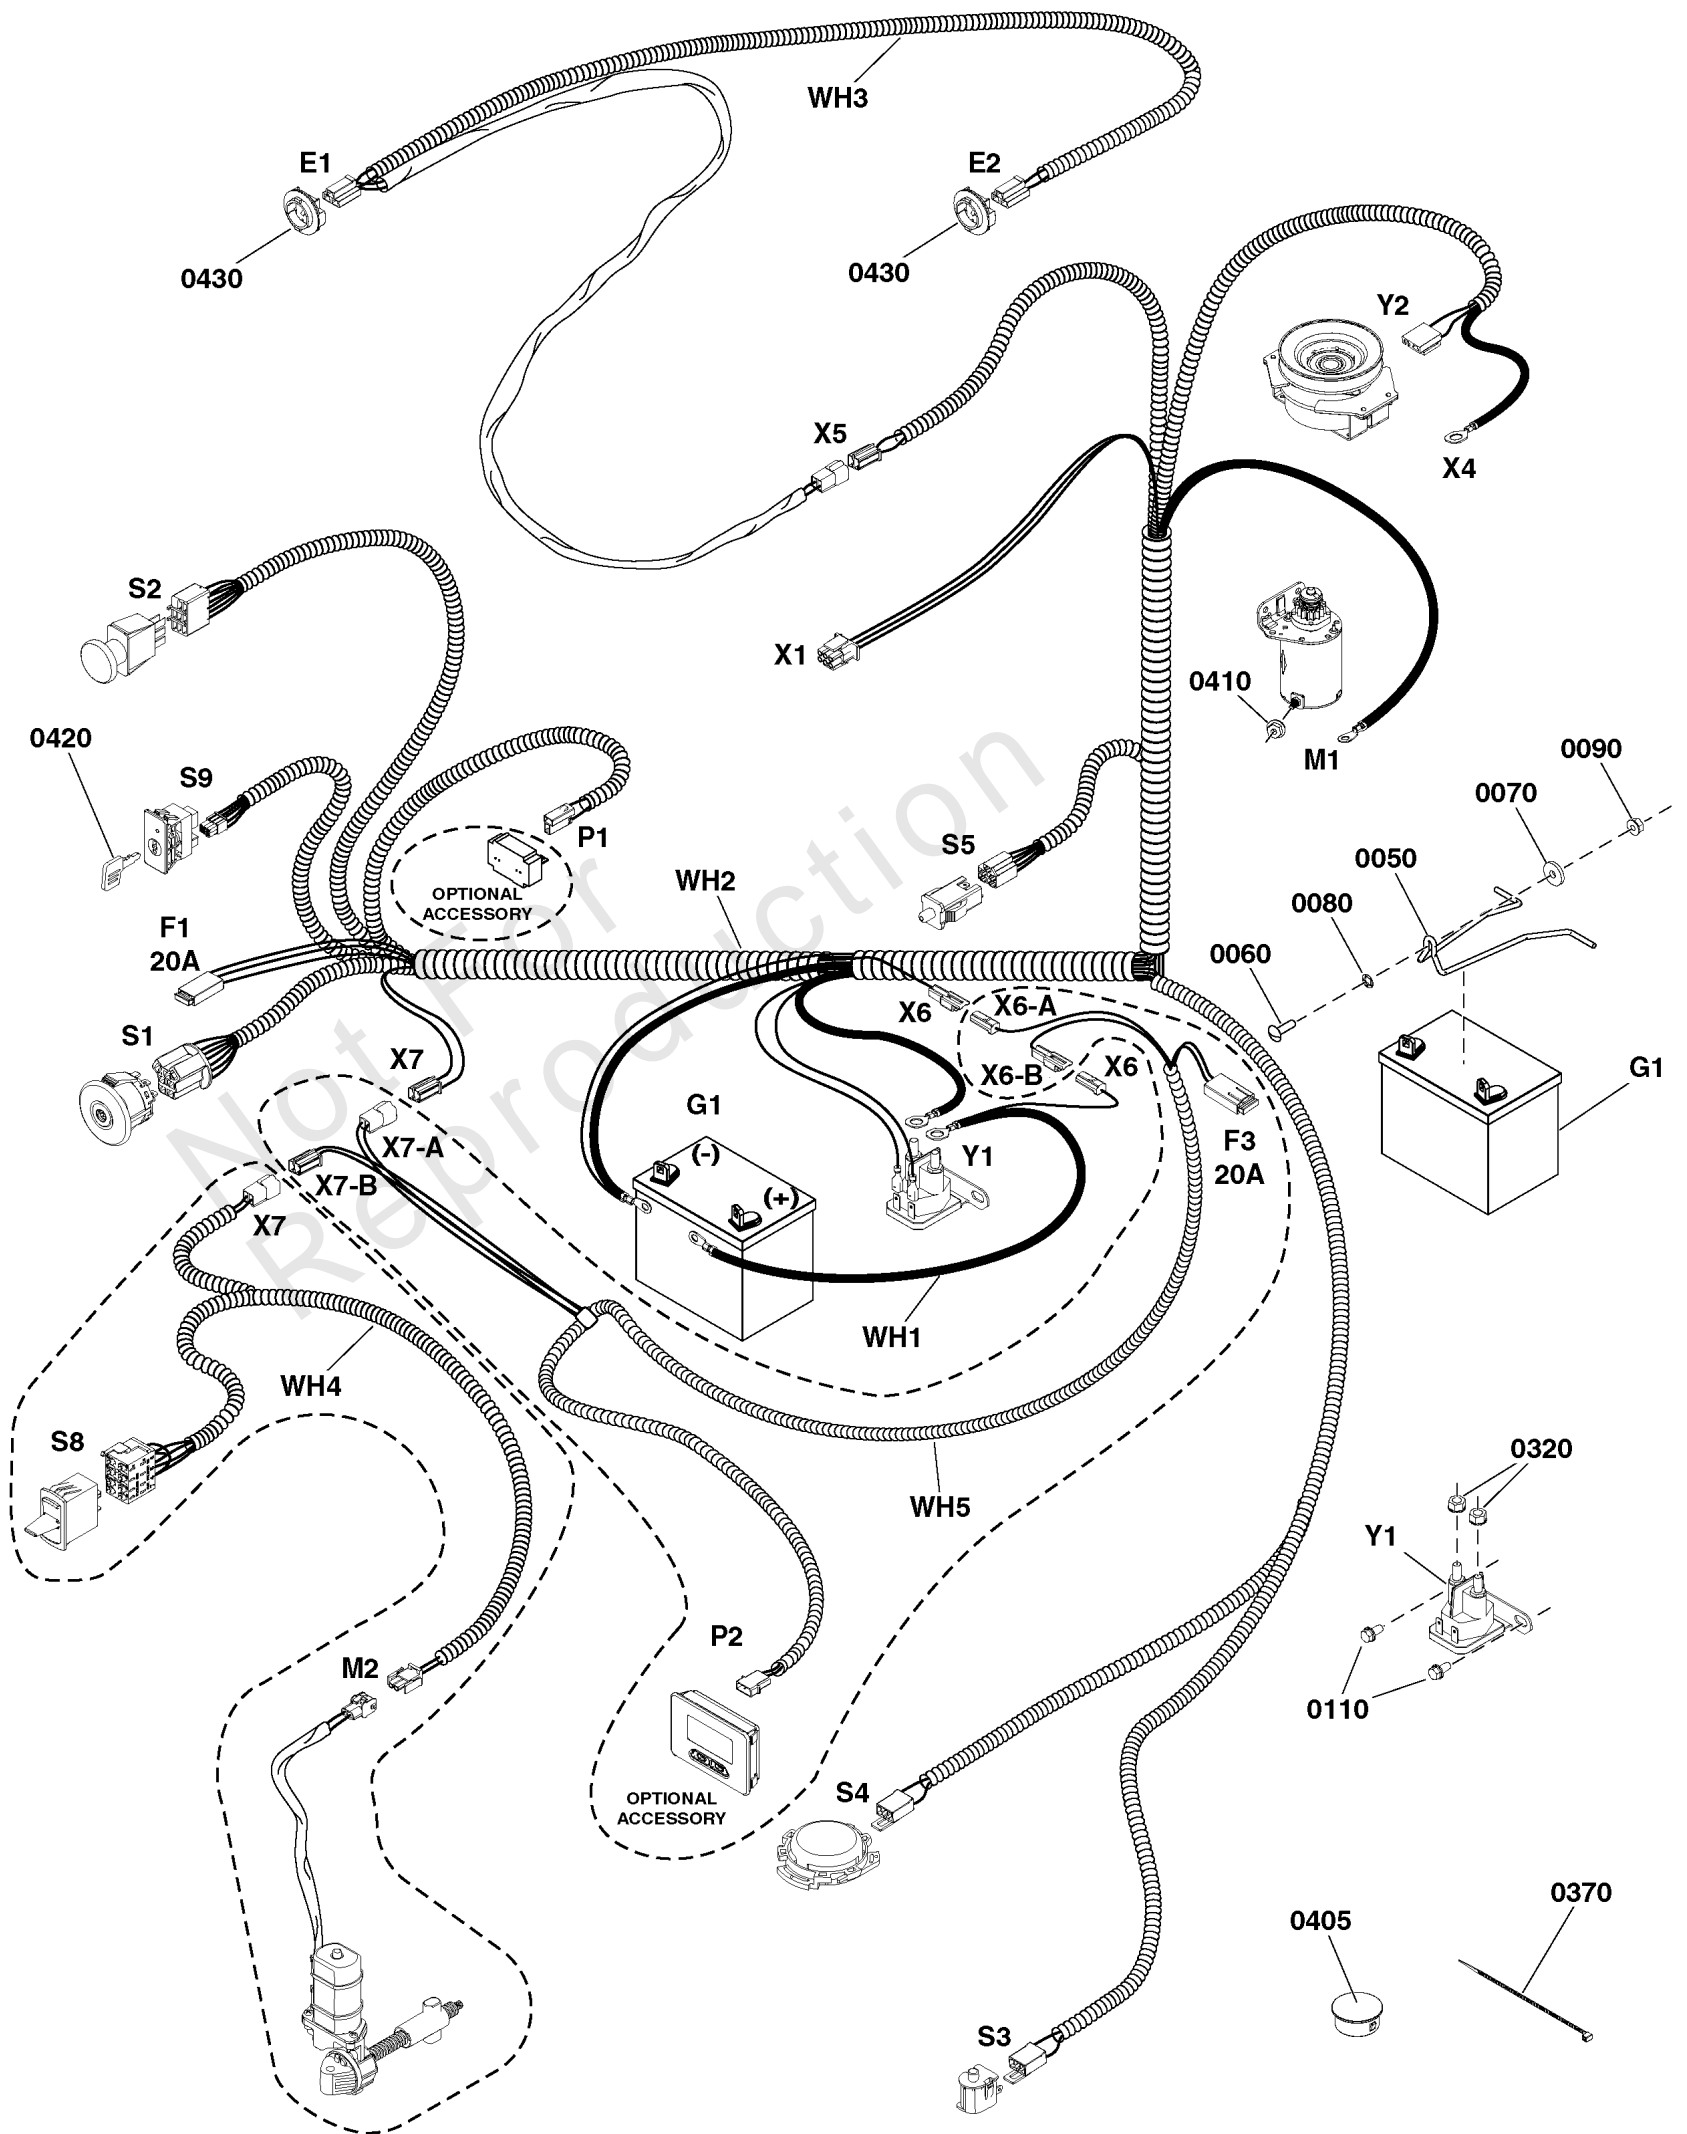 WH3
E1
E2
0430
0430
Y2
X5
X4
S2
X1
0410
M1
0420
S9
P1
0090
0070
S5
0050
WH2
0080
OPTIONAL
ACCESSORY
F1
20A
0060
X6
X6-A
S1
X7
X6-B
X6
G1
G1
X7-A
(-)
Y1
F3
20A
X7-B
(+)
X7
WH1
WH4
S8
0320
WH5
Y1
P2
M2
0110
S4
OPTIONAL
ACCESSORY
0370
0405
S3
Not For
Reproduction